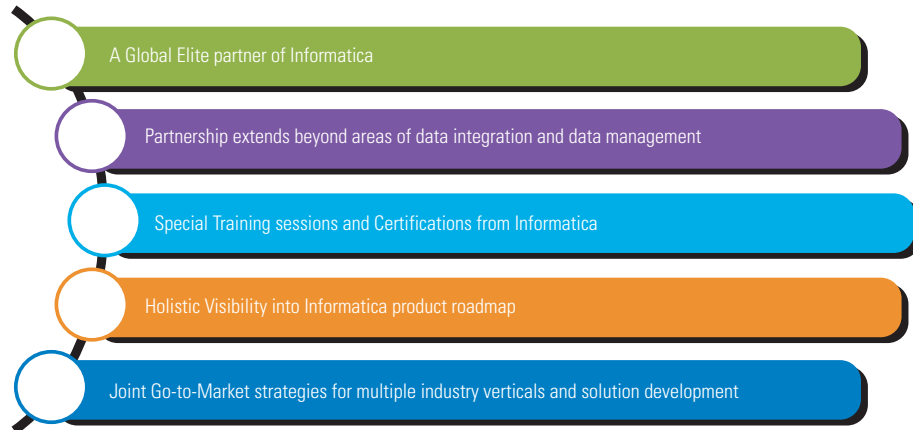 A Global Elite partner of Informatica
Partnership extends beyond areas of data integration and data management
Special Training sessions and Certifications from Informatica
Holistic Visibility into Informatica product roadmap
Joint Go-to-Market strategies for multiple industry verticals and solution development